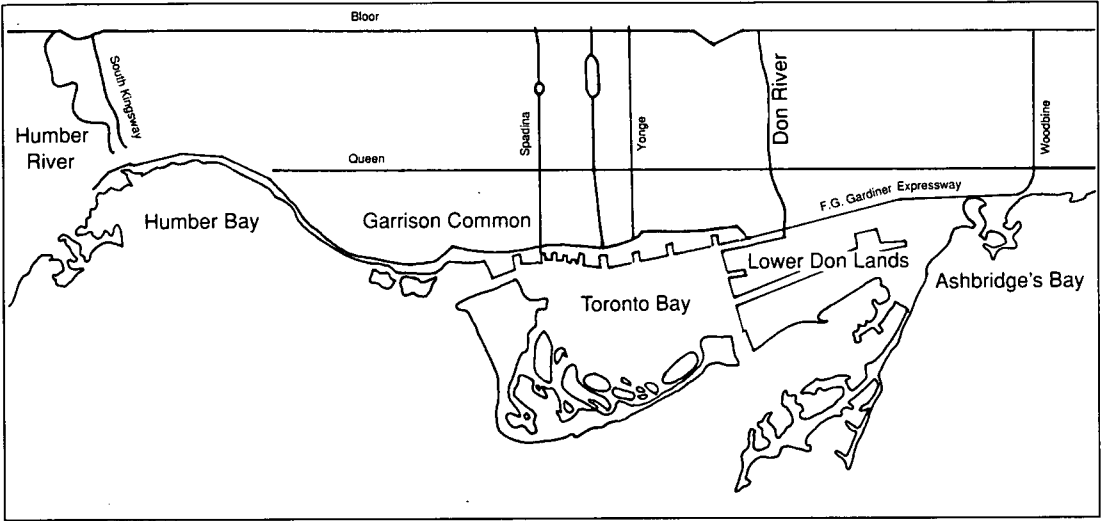 Bloor
South Kingsway
Humber
River
Spadina
Yonge
Don River
Woodbine
Queen
F.G. Gardiner Expressway
Humber Bay
Garrison Common
Lower Don Lands
Toronto Bay
Ashbridge's Bay